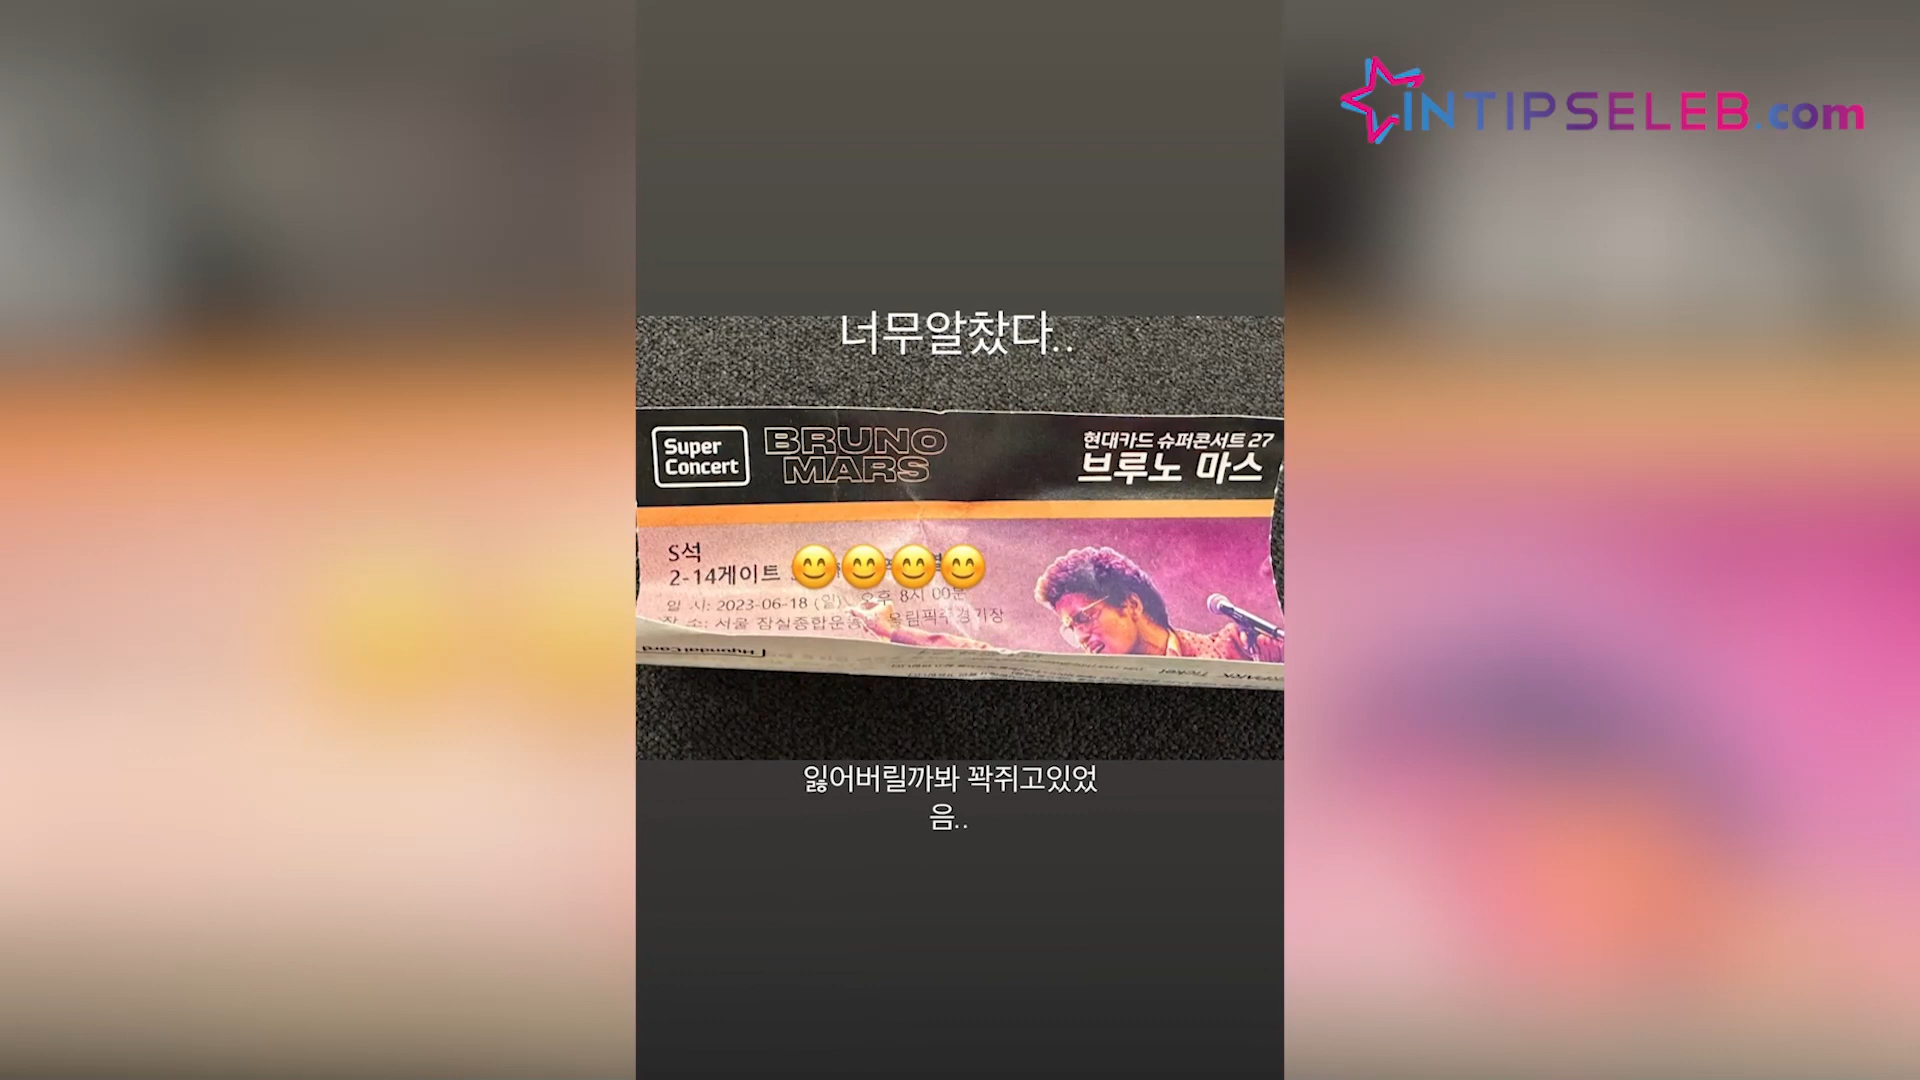 INTIPSELEB.com
너무알찼다..
Super
Concert
BRUNO
MARS
현대카드 슈퍼콘서트 27
브루노 마스
S석
2-14게이트
일 시: 2023-06-18 (일) 오후 8시 00분
장 소: 서울 잠실종합운동장 올림픽주경기장
HyundaiCard
Ticket
잃어버릴까봐 꽉쥐고있었
음..